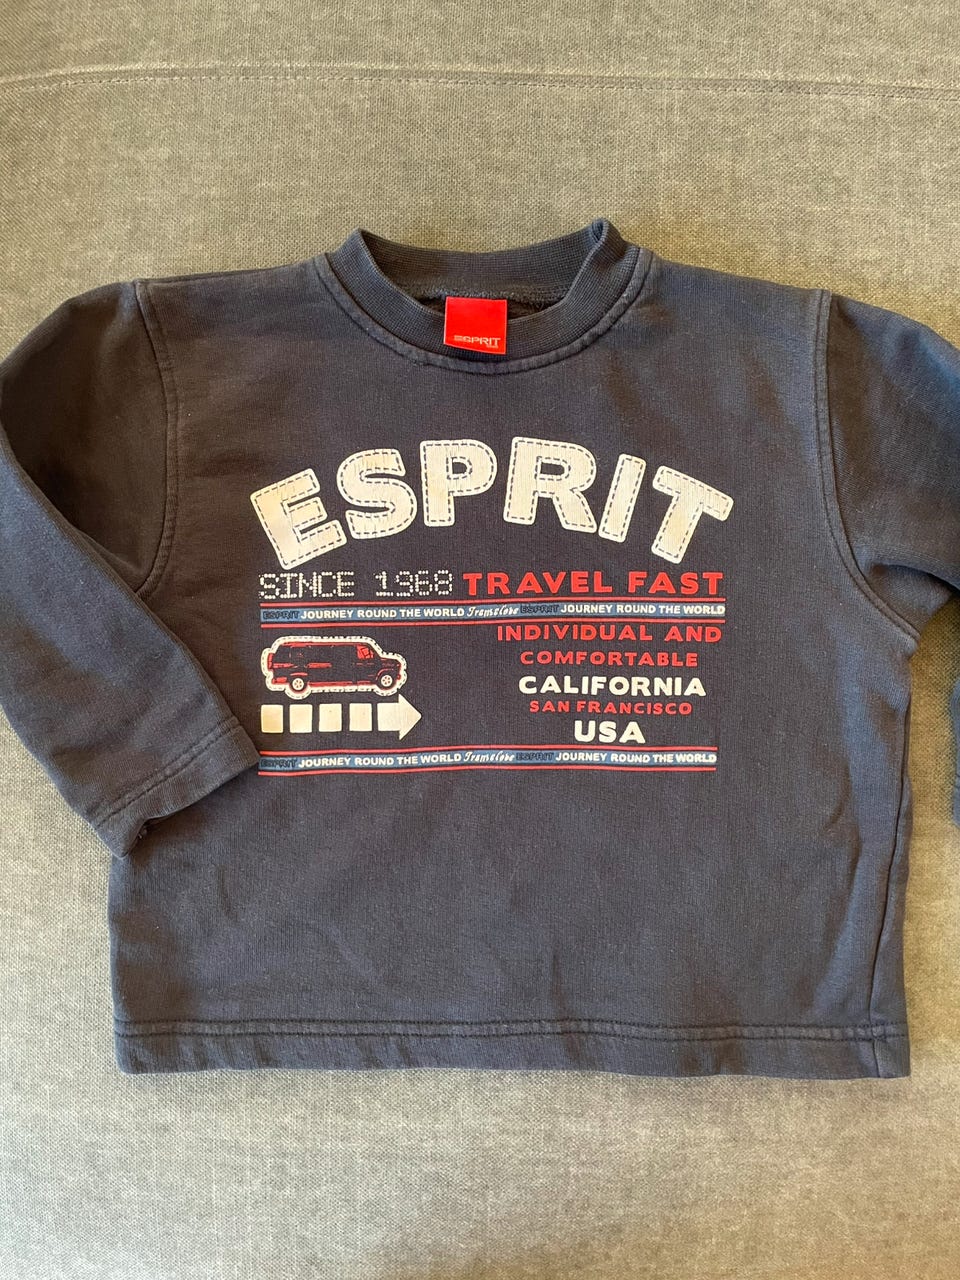 ESPRIT
ESPRIT
SINCE 1968 TRAVEL FAST
ESPRIT JOURNEY ROUND THE WORLD ESPRIT JOURNEY ROUND THE WORLD
INDIVIDUAL AND
COMFORTABLE
CALIFORNIA
SAN FRANCISCO
USA
ESPRIT JOURNEY ROUND THE WORLD ESPRIT JOURNEY ROUND THE WORLD